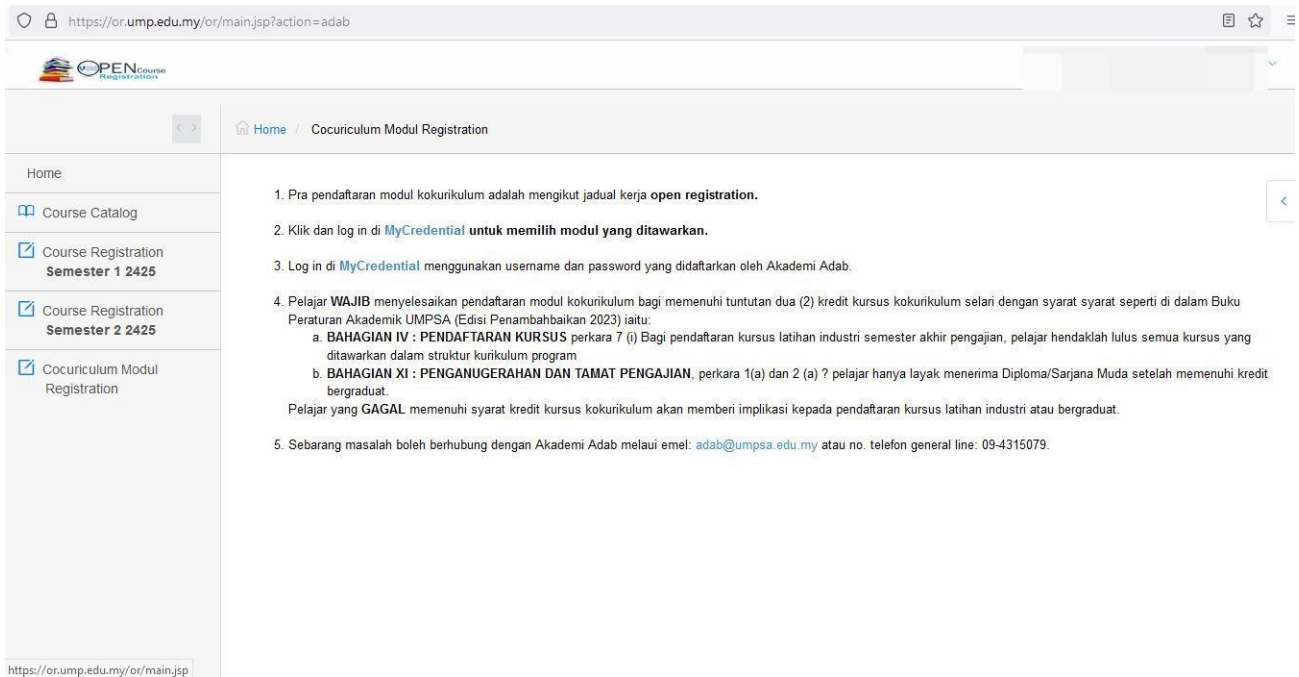 https://or.ump.edu.my/or/main.jsp?action=adab
OPEN Course
Registration
Home / Cocuriculum Modul Registration
Home
Course Catalog
Course Registration
Semester 1 2425
Course Registration
Semester 2 2425
Cocuriculum Modul
Registration
1. Pra pendaftaran modul kokurikulum adalah mengikut jadual kerja open registration.
2. Klik dan log in di MyCredential untuk memilih modul yang ditawarkan.
3. Log in di MyCredential menggunakan username dan password yang didaftarkan oleh Akademi Adab.
4. Pelajar WAJIB menyelesaikan pendaftaran modul kokurikulum bagi memenuhi tuntutan dua (2) kredit kursus kokurikulum selari dengan syarat syarat seperti di dalam Buku
Peraturan Akademik UMPSA (Edisi Penambahbaikan 2023) iaitu:
a. BAHAGIAN IV : PENDAFTARAN KURSUS perkara 7 (i) Bagi pendaftaran kursus latihan industri semester akhir pengajian, pelajar hendaklah lulus semua kursus yang
ditawarkan dalam struktur kurikulum program
b. BAHAGIAN XI : PENGANUGERAHAN DAN TAMAT PENGAJIAN, perkara 1(a) dan 2 (a) ? pelajar hanya layak menerima Diploma/Sarjana Muda setelah memenuhi kredit
bergraduat.
Pelajar yang GAGAL memenuhi syarat kredit kursus kokurikulum akan memberi implikasi kepada pendaftaran kursus latihan industri atau bergraduat.
5. Sebarang masalah boleh berhubung dengan Akademi Adab melaui emel: adab@umpsa.edu.my atau no. telefon general line: 09-4315079.
https://or.ump.edu.my/or/main.jsp